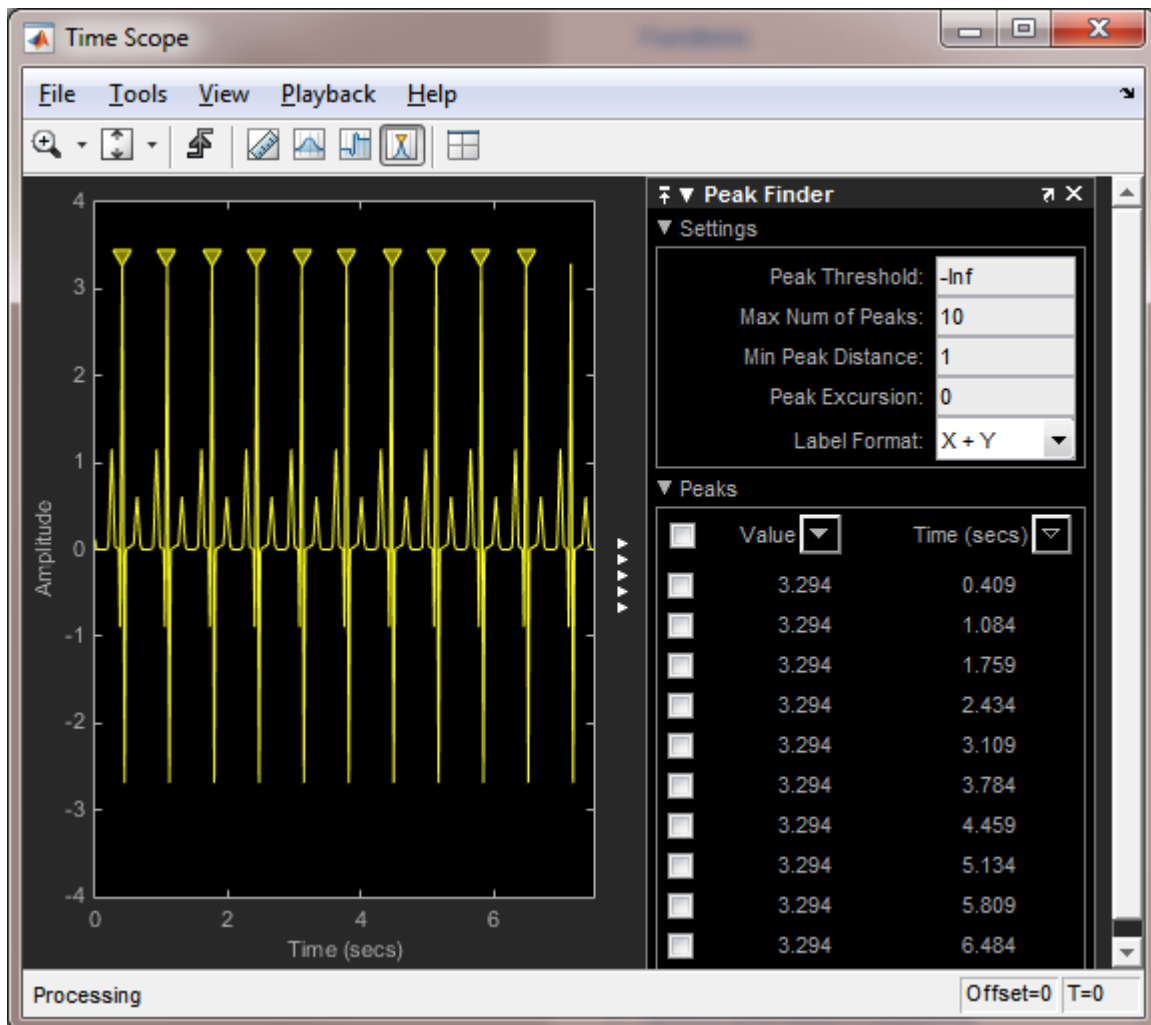 Time Scope
Functions
File Tools View Playback Help
4
3
2
1
0
-1
-2
-3
-4
Amplitude
0 2 4 6
Time (secs)
Peak Finder
Settings
Peak Threshold: -Inf
Max Num of Peaks: 10
Min Peak Distance: 1
Peak Excursion: 0
Label Format: X + Y
Peaks
Value Time (secs)
3.294 0.409
3.294 1.084
3.294 1.759
3.294 2.434
3.294 3.109
3.294 3.784
3.294 4.459
3.294 5.134
3.294 5.809
3.294 6.484
Processing Offset=0 T=0